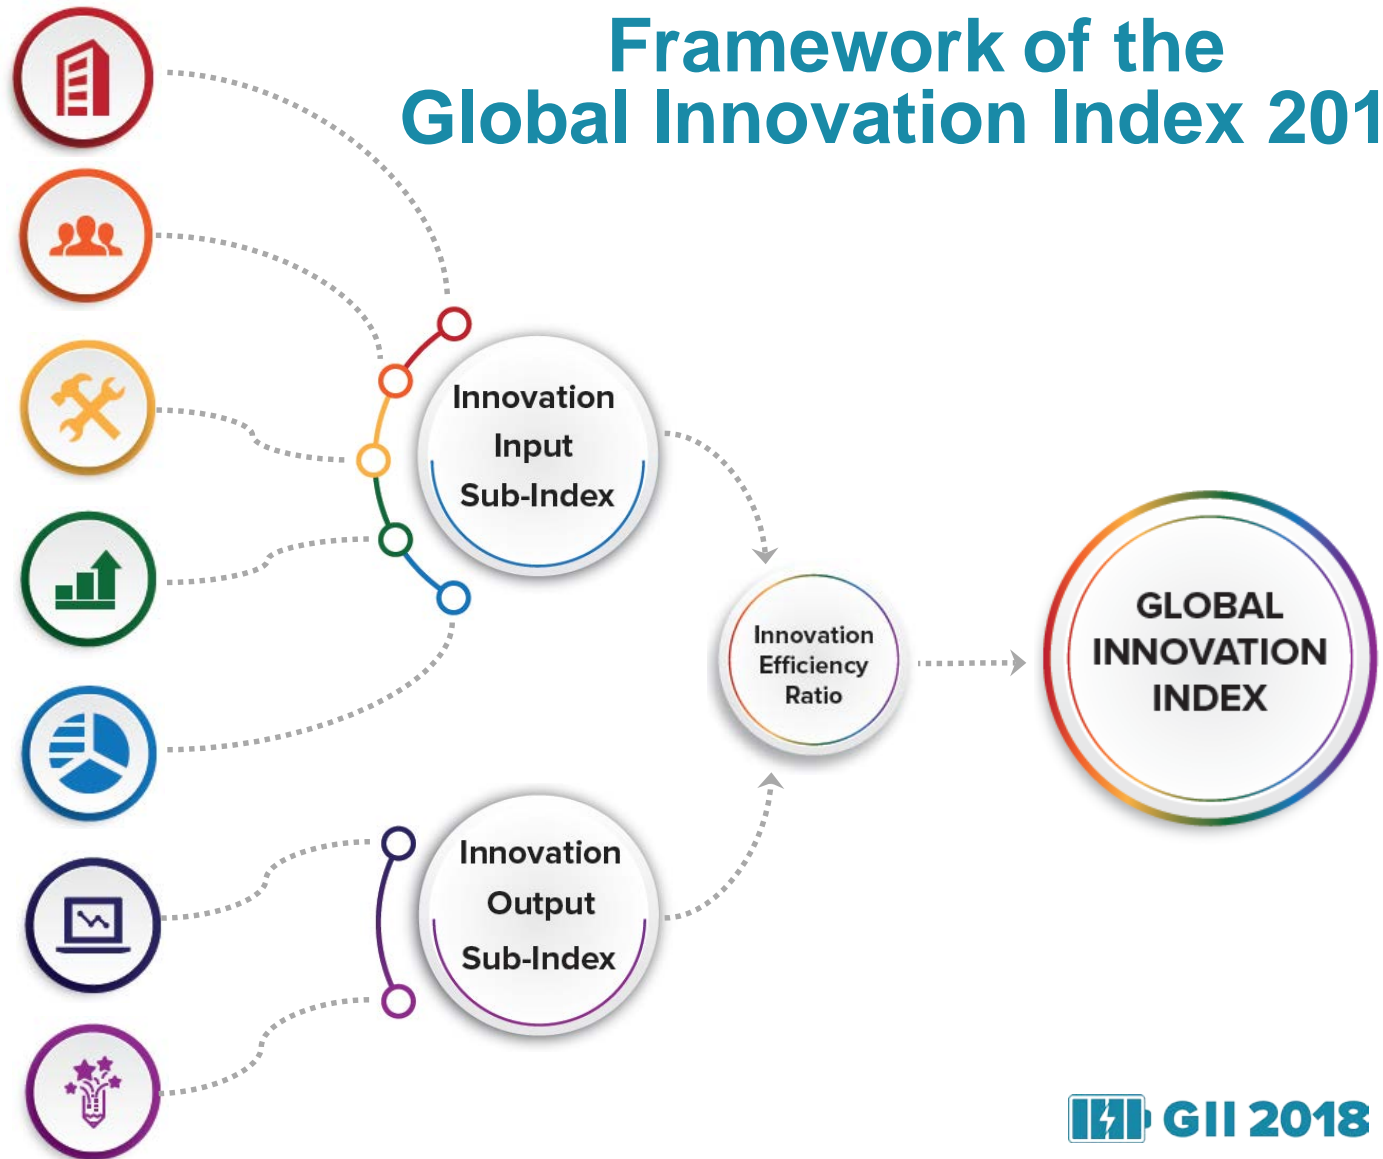 Framework of the
Global Innovation Index 201
Innovation
Input
Sub-Index
Innovation
Efficiency
Ratio
GLOBAL
INNOVATION
INDEX
Innovation
Output
Sub-Index
GII 2018